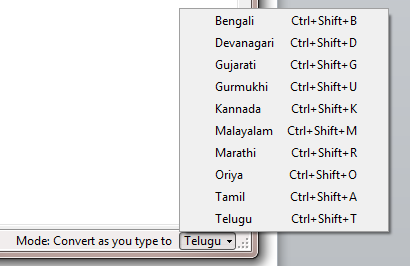 Bengali Ctrl+Shift+B
Devanagari Ctrl+Shift+D
Gujarati Ctrl+Shift+G
Gurmukhi Ctrl+Shift+U
Kannada Ctrl+Shift+K
Malayalam Ctrl+Shift+M
Marathi Ctrl+Shift+R
Oriya Ctrl+Shift+O
Tamil Ctrl+Shift+A
Telugu Ctrl+Shift+T
Mode: Convert as you type to Telugu